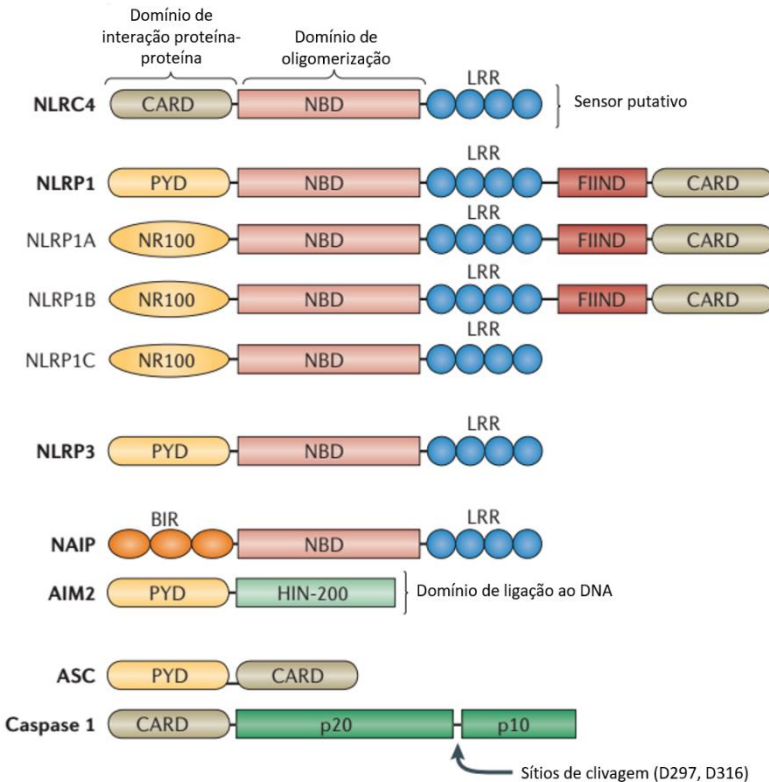 Domínio de
interação proteína-
proteína
Domínio de
oligomerização
LRR
NLRC4 CARD NBD Sensor putativo
LRR
NLRP1 PYD NBD FIIND CARD
LRR
NLRP1A NR100 NBD FIIND CARD
LRR
NLRP1B NR100 NBD FIIND CARD
LRR
NLRP1C NR100 NBD
LRR
NLRP3 PYD NBD
BIR LRR
NAIP NBD
AIM2 PYD HIN-200 Domínio de ligação ao DNA
ASC PYD CARD
Caspase 1 CARD p20 p10
Sítios de clivagem (D297, D316)